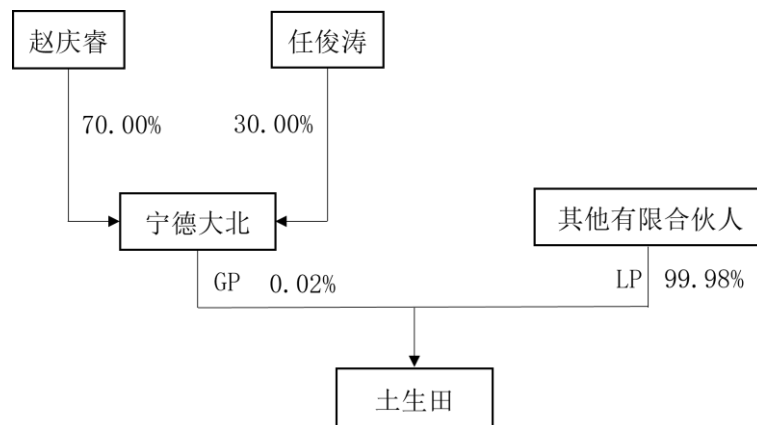 赵庆睿
任俊涛
70.00%
30.00%
宁德大北
其他有限合伙人
GP 0.02%
LP 99.98%
土生田